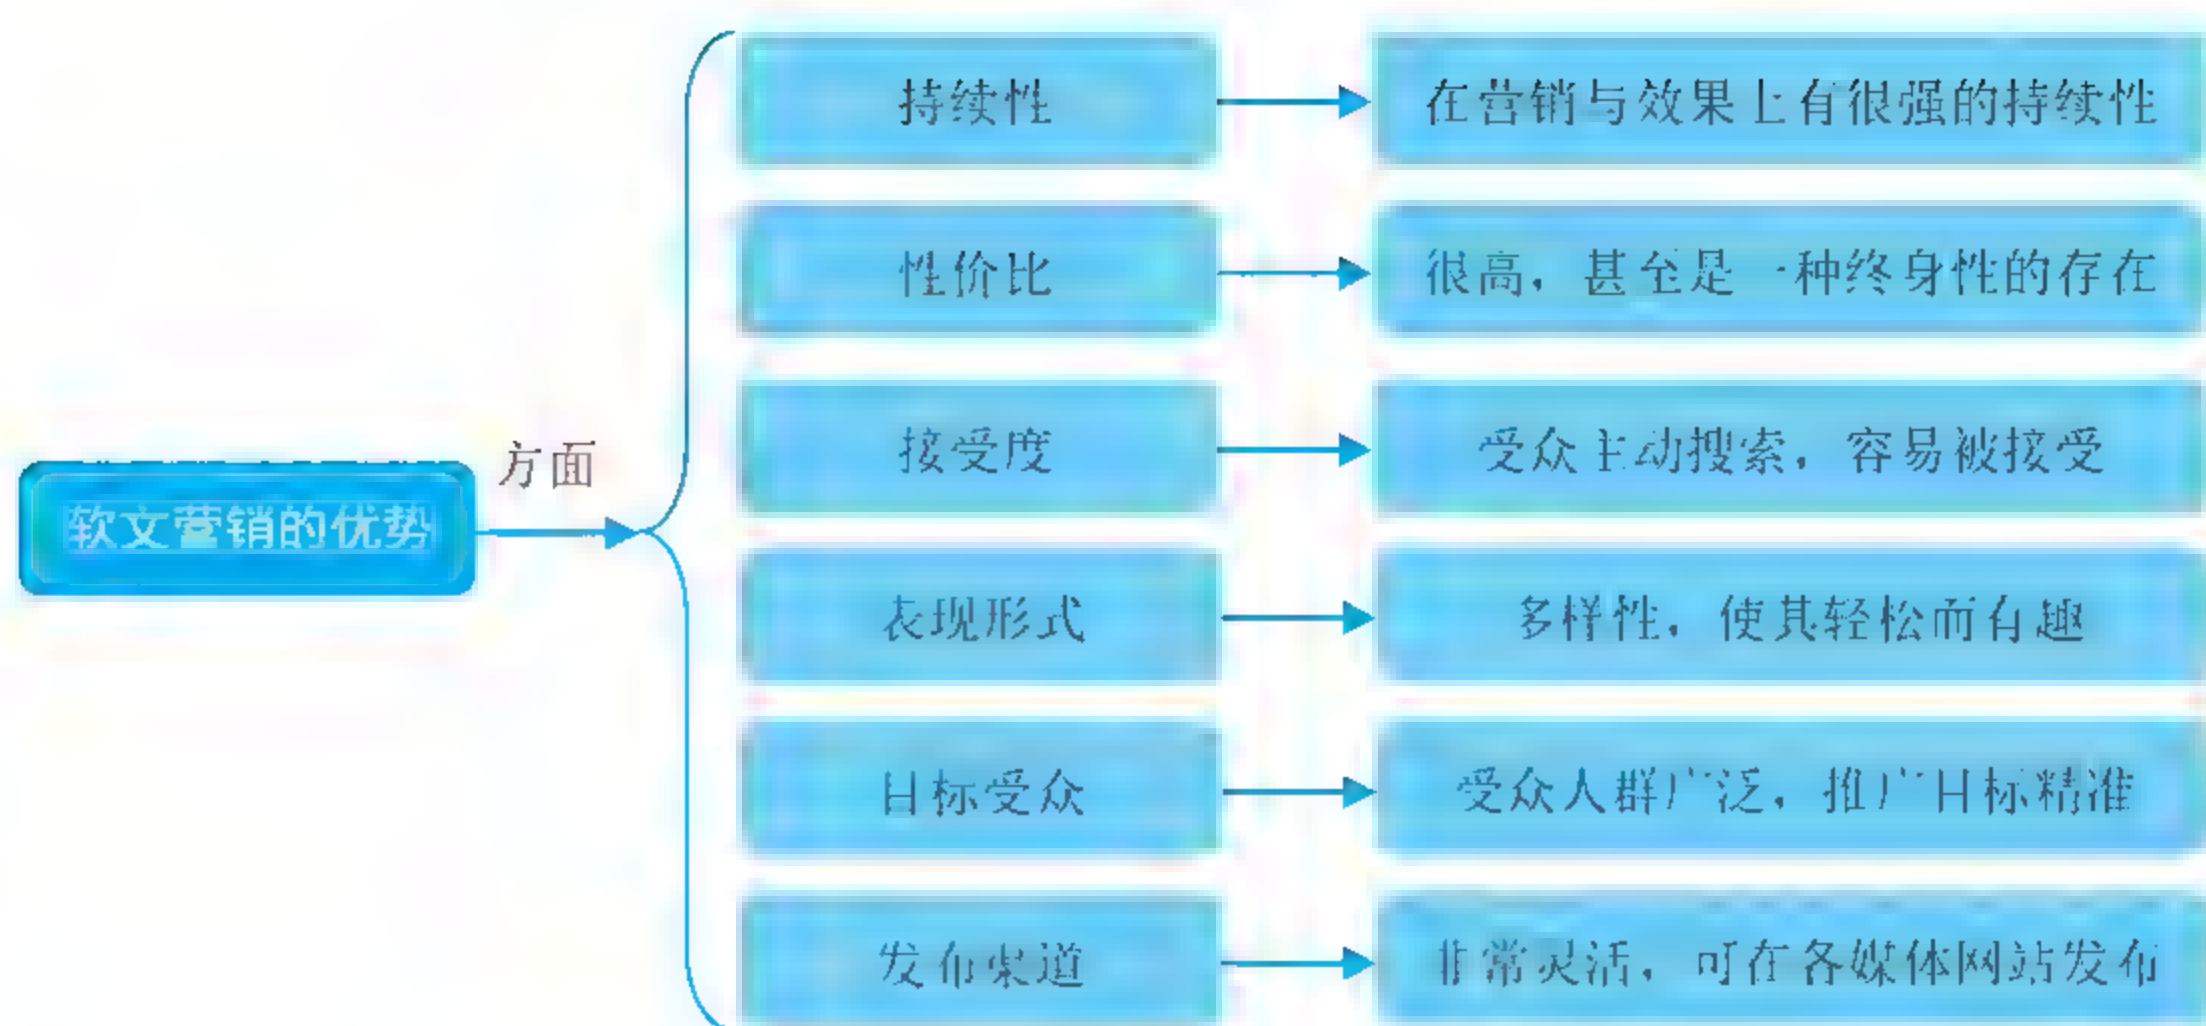 软文营销的优势
方面
持续性
在营销与效果上有很强的持续性
性价比
很高，甚至是一种终身性的存在
接受度
受众主动搜索，容易被接受
表现形式
多样性，使其轻松而有趣
目标受众
受众人群广泛，推广目标精准
发布渠道
非常灵活，可在各媒体网站发布